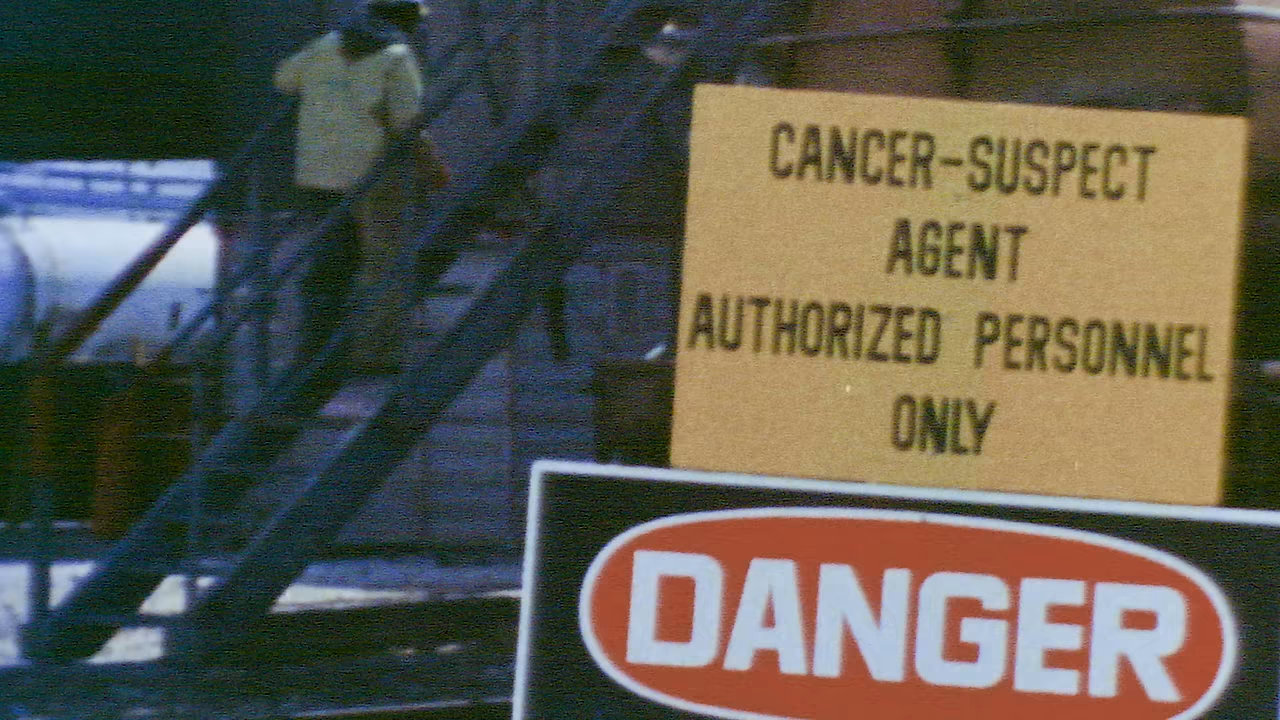 CANCER-SUSPECT
AGENT
AUTHORIZED PERSONNEL
ONLY
DANGER